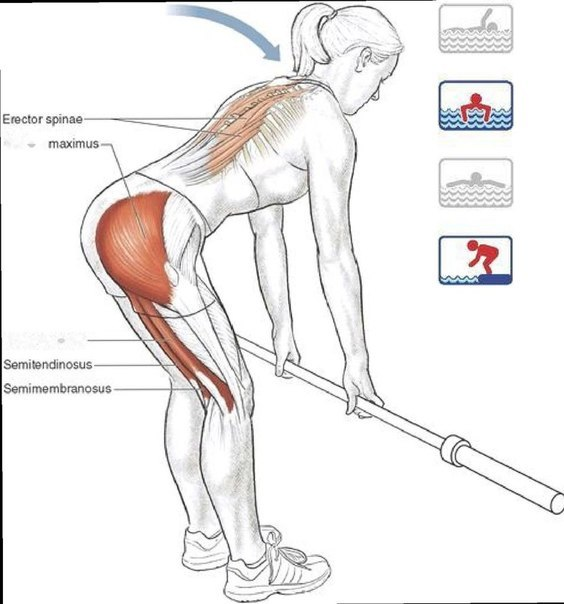 Erector spinae
maximus
Semitendinosus
Semimembranosus